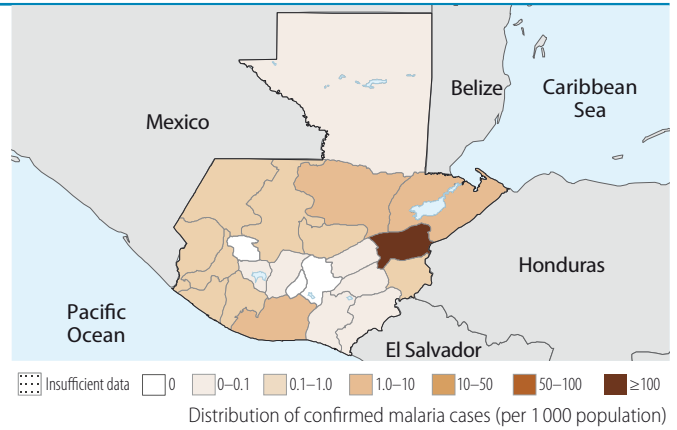 Belize
Caribbean
Sea
Mexico
Honduras
Pacific
Ocean
El Salvador
Insufficient data 0 0–0.1 0.1–1.0 1.0–10 10–50 50–100 ≥100
Distribution of confirmed malaria cases (per 1 000 population)